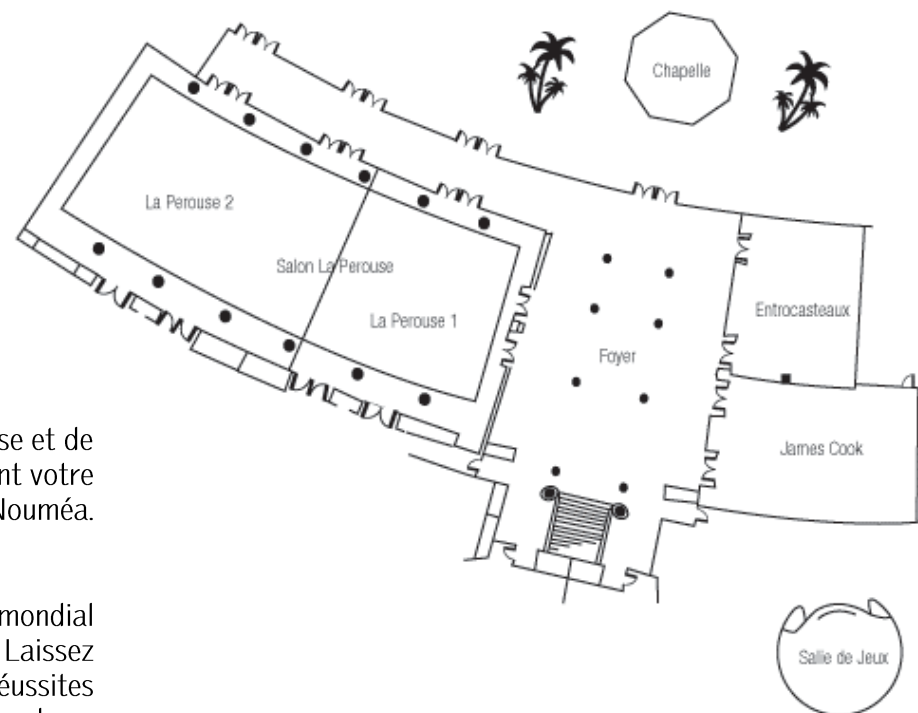 Chapelle
La Perouse 2
Salon La Perouse
La Perouse 1
Entrocasteaux
Foyer
James Cook
Salle de Jeux
se et de
nt votre
Nouméa.
mondial
Laissez
éussites